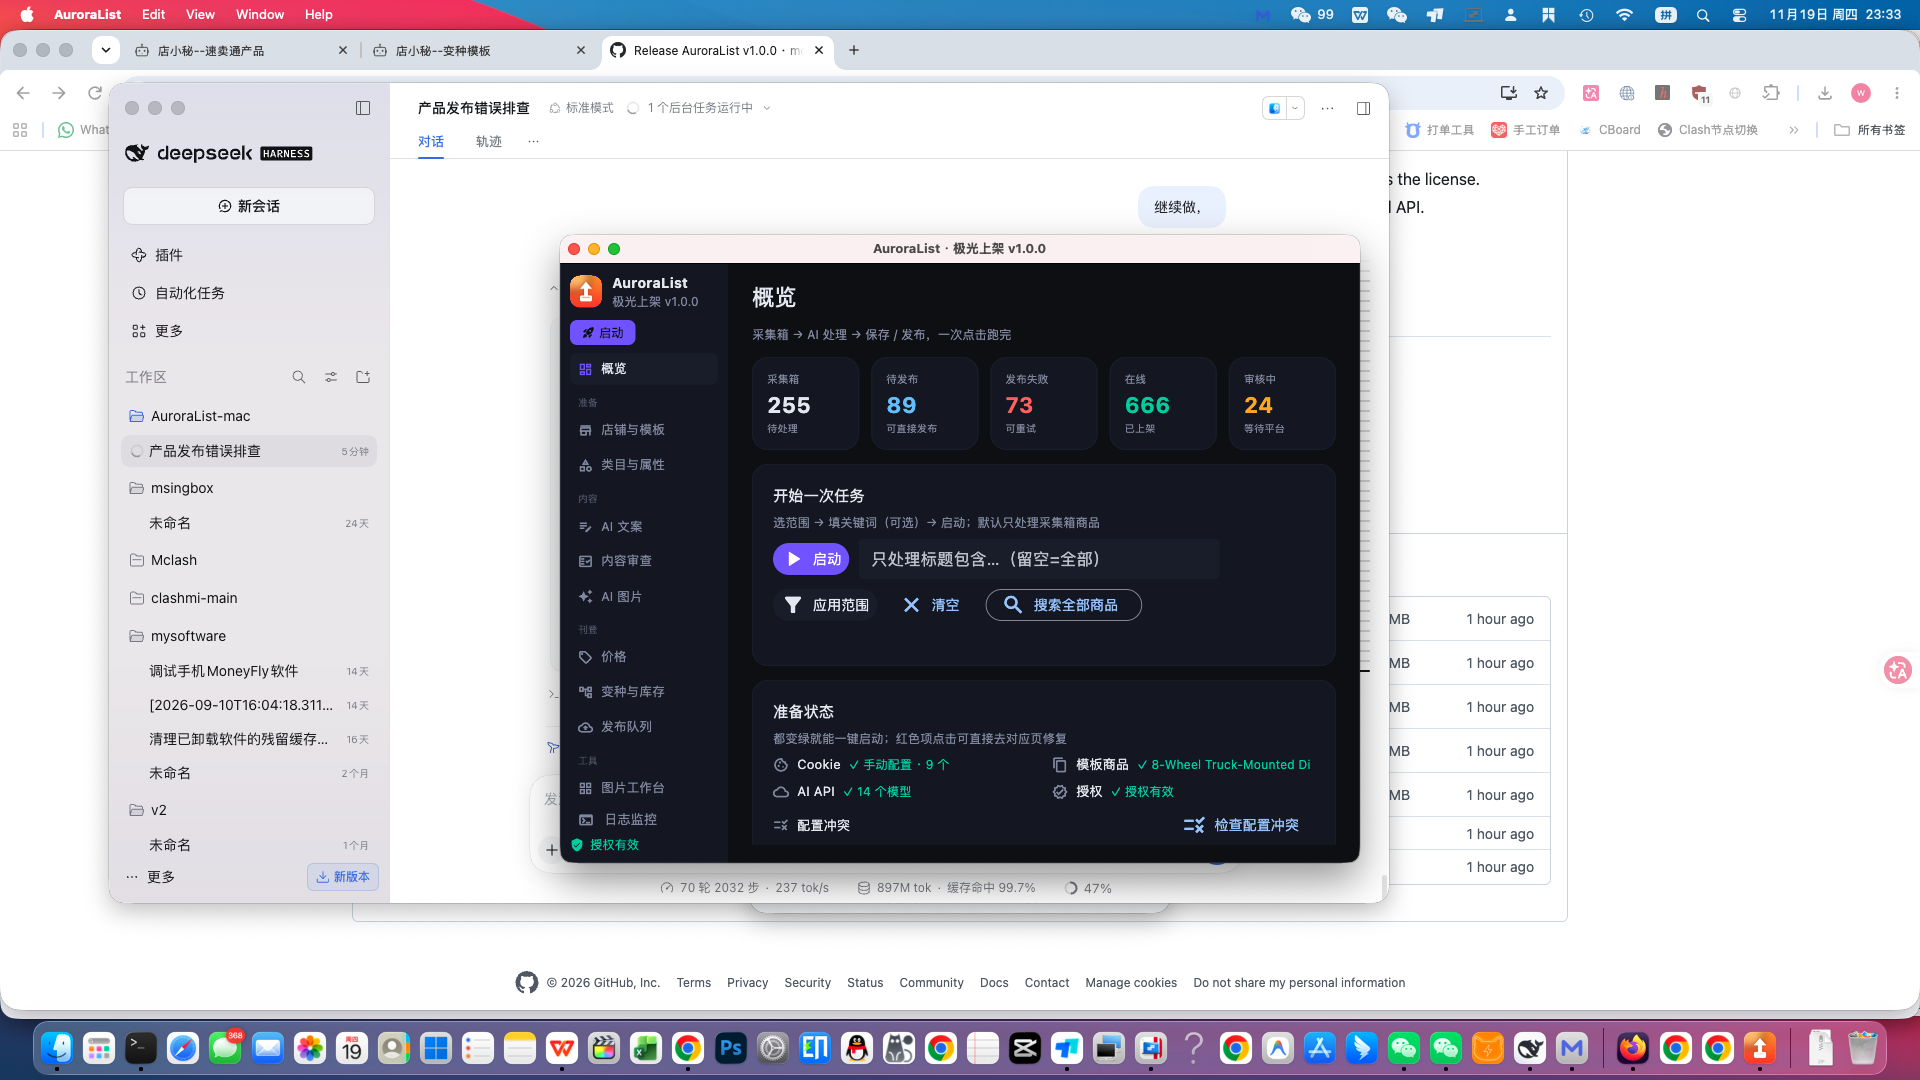 AuroraList Edit View Window Help
99
拼
11月19日 周四 23:33
店小秘--速卖通产品
店小秘--变种模板
Release AuroraList v1.0.0 · m
11
W
What
打单工具
手工订单
CBoard
Clash节点切换
所有书签
s the license.
API.
deepseek HARNESS
新会话
插件
自动化任务
更多
工作区
AuroraList-mac
产品发布错误排查 5分钟
msingbox
未命名 24天
Mclash
clashmi-main
mysoftware
调试手机MoneyFly软件 14天
[2026-09-10T16:04:18.311... 14天
清理已卸载软件的残留缓存... 16天
未命名 2个月
v2
未命名 1个月
更多
新版本
产品发布错误排查
标准模式
1 个后台任务运行中
对话
轨迹
继续做，
AuroraList · 极光上架 v1.0.0
AuroraList
极光上架 v1.0.0
启动
概览
准备
店铺与模板
类目与属性
内容
AI 文案
内容审查
AI 图片
刊登
价格
变种与库存
发布队列
工具
图片工作台
日志监控
授权有效
概览
采集箱 → AI 处理 → 保存 / 发布，一次点击跑完
采集箱
255
待处理
待发布
89
可直接发布
发布失败
73
可重试
在线
666
已上架
审核中
24
等待平台
开始一次任务
选范围 → 填关键词（可选）→ 启动；默认只处理采集箱商品
启动
只处理标题包含...（留空=全部）
应用范围
清空
搜索全部商品
准备状态
都变绿就能一键启动；红色项点击可直接去对应页修复
Cookie ✓ 手动配置 · 9 个
模板商品 ✓ 8-Wheel Truck-Mounted Di
AI API ✓ 14 个模型
授权 ✓ 授权有效
配置冲突
检查配置冲突
70 轮 2032 步 · 237 tok/s
897M tok · 缓存命中 99.7%
47%
MB 1 hour ago
MB 1 hour ago
MB 1 hour ago
MB 1 hour ago
MB 1 hour ago
1 hour ago
1 hour ago
© 2026 GitHub, Inc. Terms Privacy Security Status Community Docs Contact Manage cookies Do not share my personal information
368
周四
19
Ps